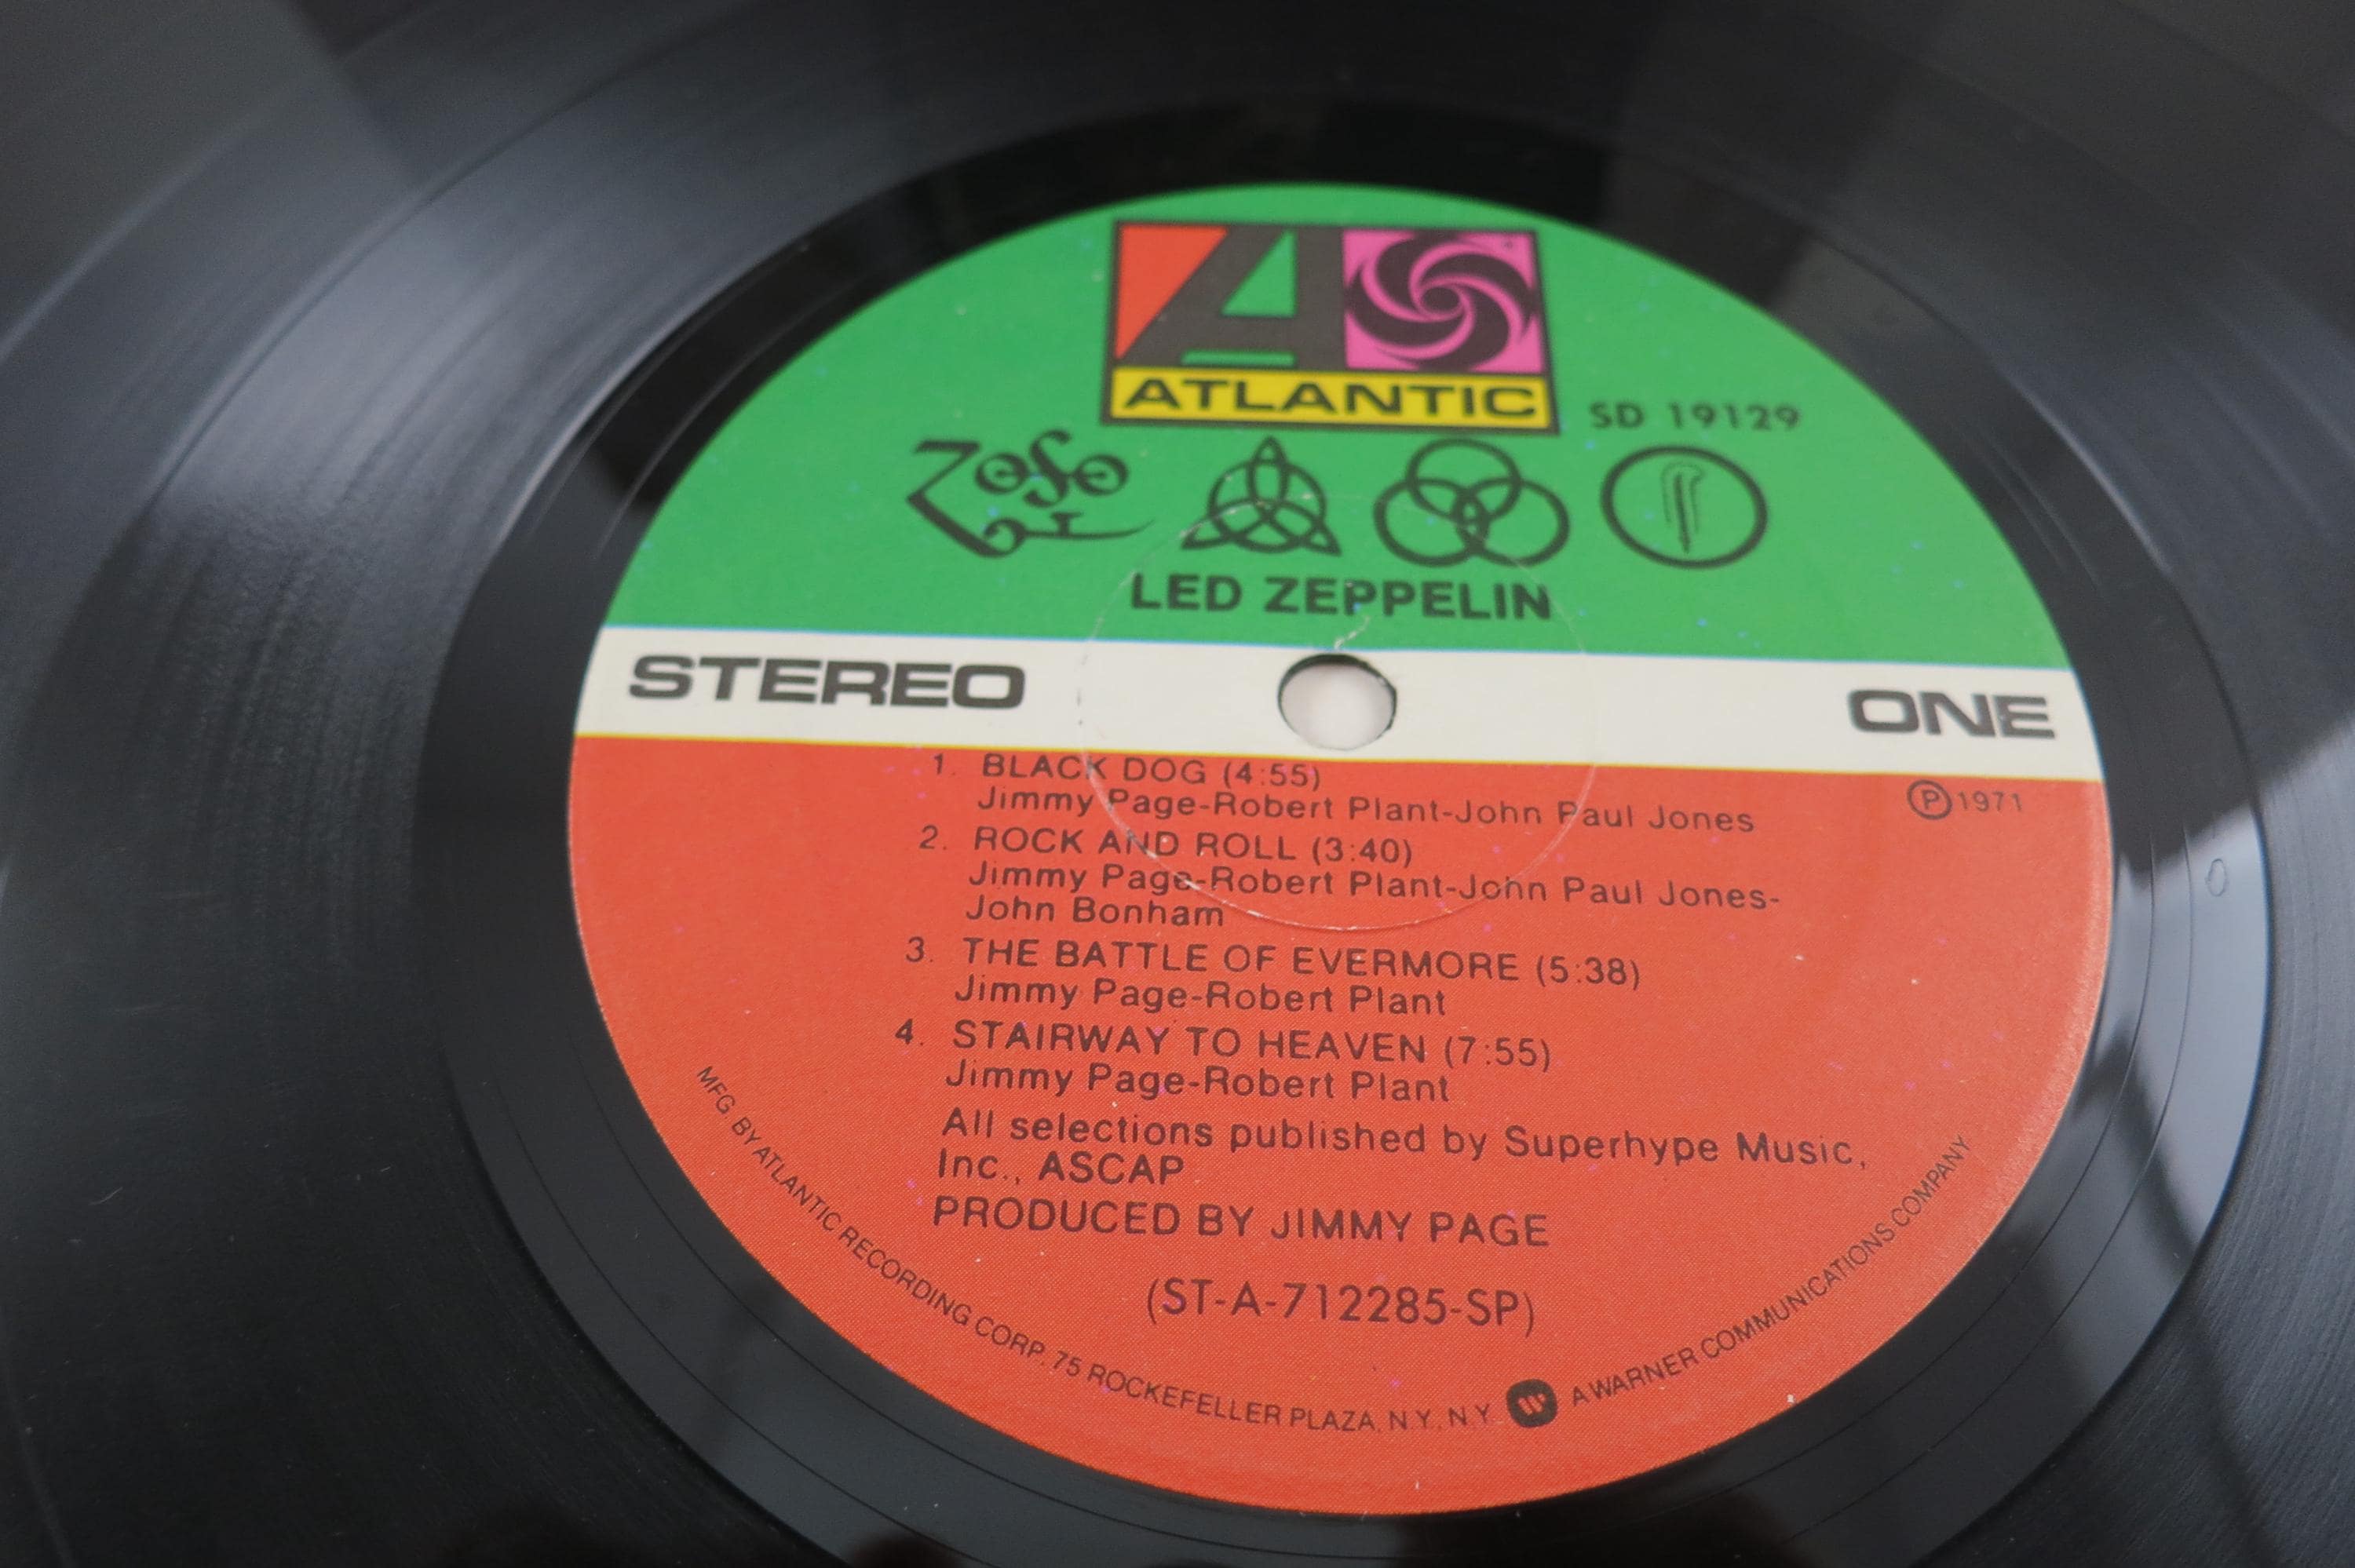 ATLANTIC
SD 19129
ZoSo
LED ZEPPELIN
STEREO
ONE
1. BLACK DOG (4:55)
Jimmy Page-Robert Plant-John Paul Jones
Ⓟ1971
2. ROCK AND ROLL (3:40)
Jimmy Page-Robert Plant-John Paul Jones-
John Bonham
3. THE BATTLE OF EVERMORE (5:38)
Jimmy Page-Robert Plant
4. STAIRWAY TO HEAVEN (7:55)
Jimmy Page-Robert Plant
All selections published by Superhype Music,
Inc., ASCAP
PRODUCED BY JIMMY PAGE
(ST-A-712285-SP)
MFG BY ATLANTIC RECORDING CORP. 75 ROCKEFELLER PLAZA, N.Y. N.Y. A WARNER COMMUNICATIONS COMPANY